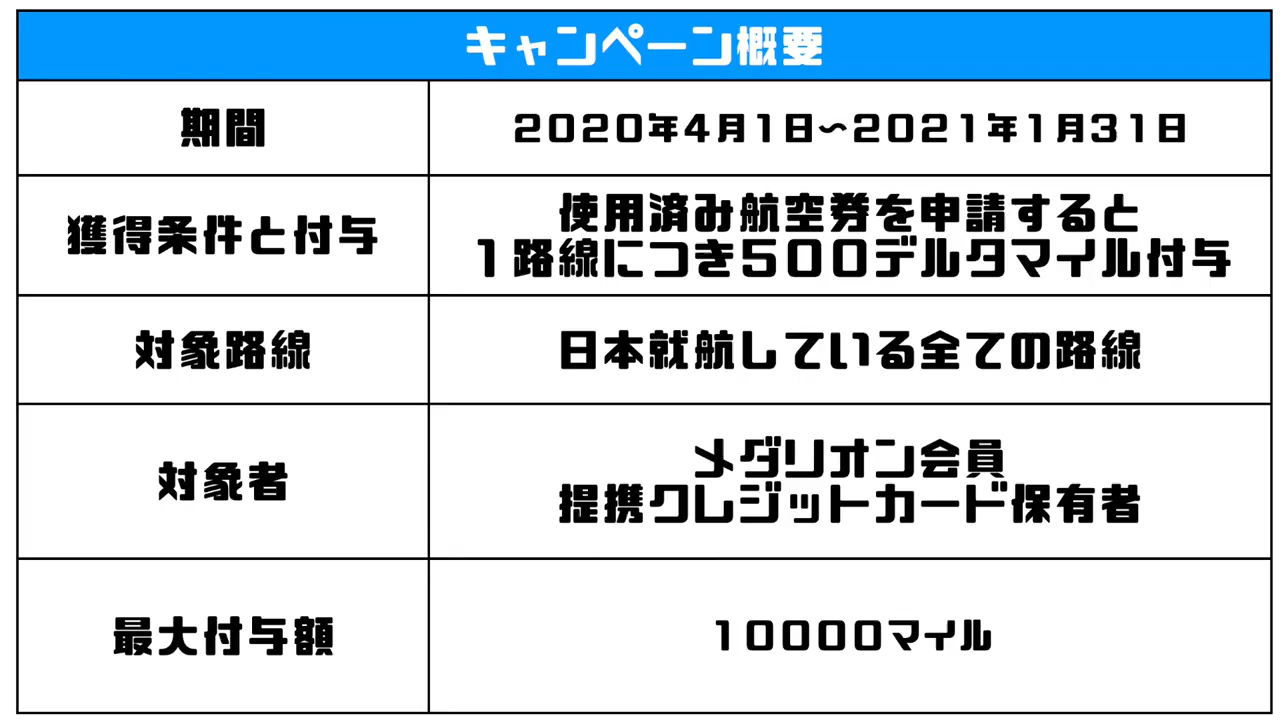 キャンペーン概要
期間
2020年4月1日〜2021年1月31日
獲得条件と付与
使用済み航空券を申請すると
1路線につき500デルタマイル付与
対象路線
日本就航している全ての路線
対象者
メダリオン会員
提携クレジットカード保有者
最大付与額
10000マイル